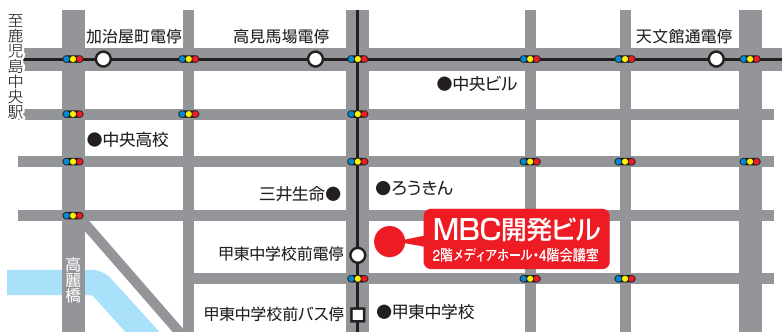 至鹿児島中央駅
加治屋町電停
高見馬場電停
天文館通電停
中央ビル
中央高校
三井生命
ろうきん
MBC開発ビル
2階メディアホール・4階会議室
甲東中学校前電停
高麗橋
甲東中学校前バス停
甲東中学校